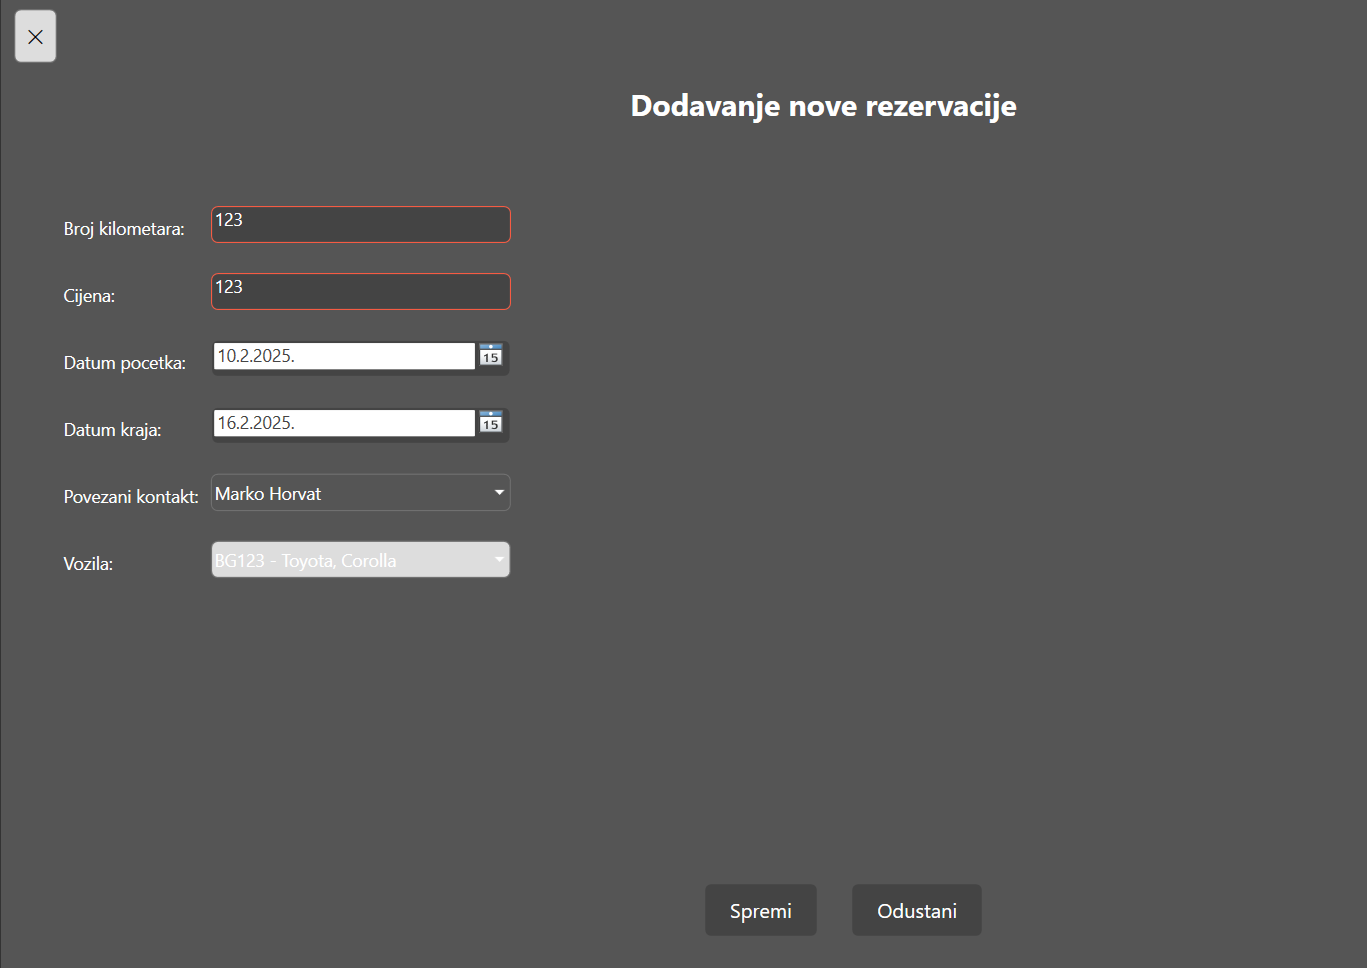 Dodavanje nove rezervacije
Broj kilometara: 123
Cijena: 123
Datum pocetka: 10.2.2025. 15
Datum kraja: 16.2.2025. 15
Povezani kontakt: Marko Horvat
Vozila: BG123 - Toyota, Corolla
Spremi Odustani